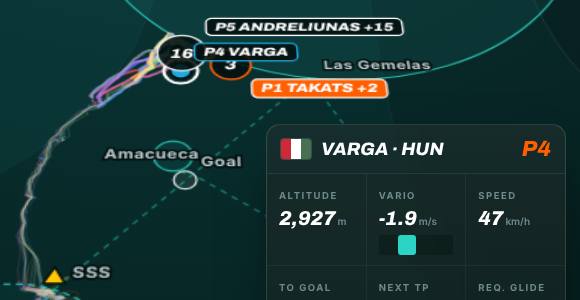 P5 ANDRELIUNAS +15
16
P4 VARGA
3
Las Gemelas
P1 TAKATS +2
VARGA · HUN
P4
Amacueca
Goal
ALTITUDE
VARIO
SPEED
2,927 m
-1.9 m/s
47 km/h
SSS
TO GOAL
NEXT TP
REQ. GLIDE